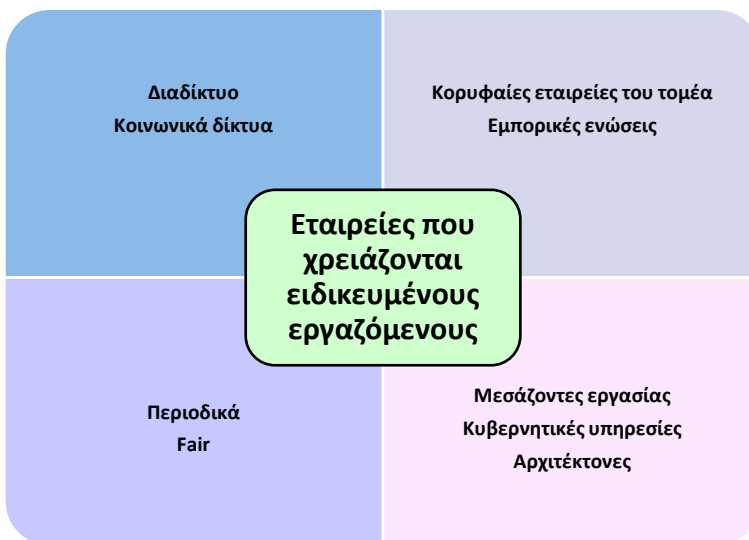 Διαδίκτυο
Κοινωνικά δίκτυα
Κορυφαίες εταιρείες του τομέα
Εμπορικές ενώσεις
Εταιρείες που
χρειάζονται
ειδικευμένους
εργαζόμενους
Περιοδικά
Fair
Μεσάζοντες εργασίας
Κυβερνητικές υπηρεσίες
Αρχιτέκτονες